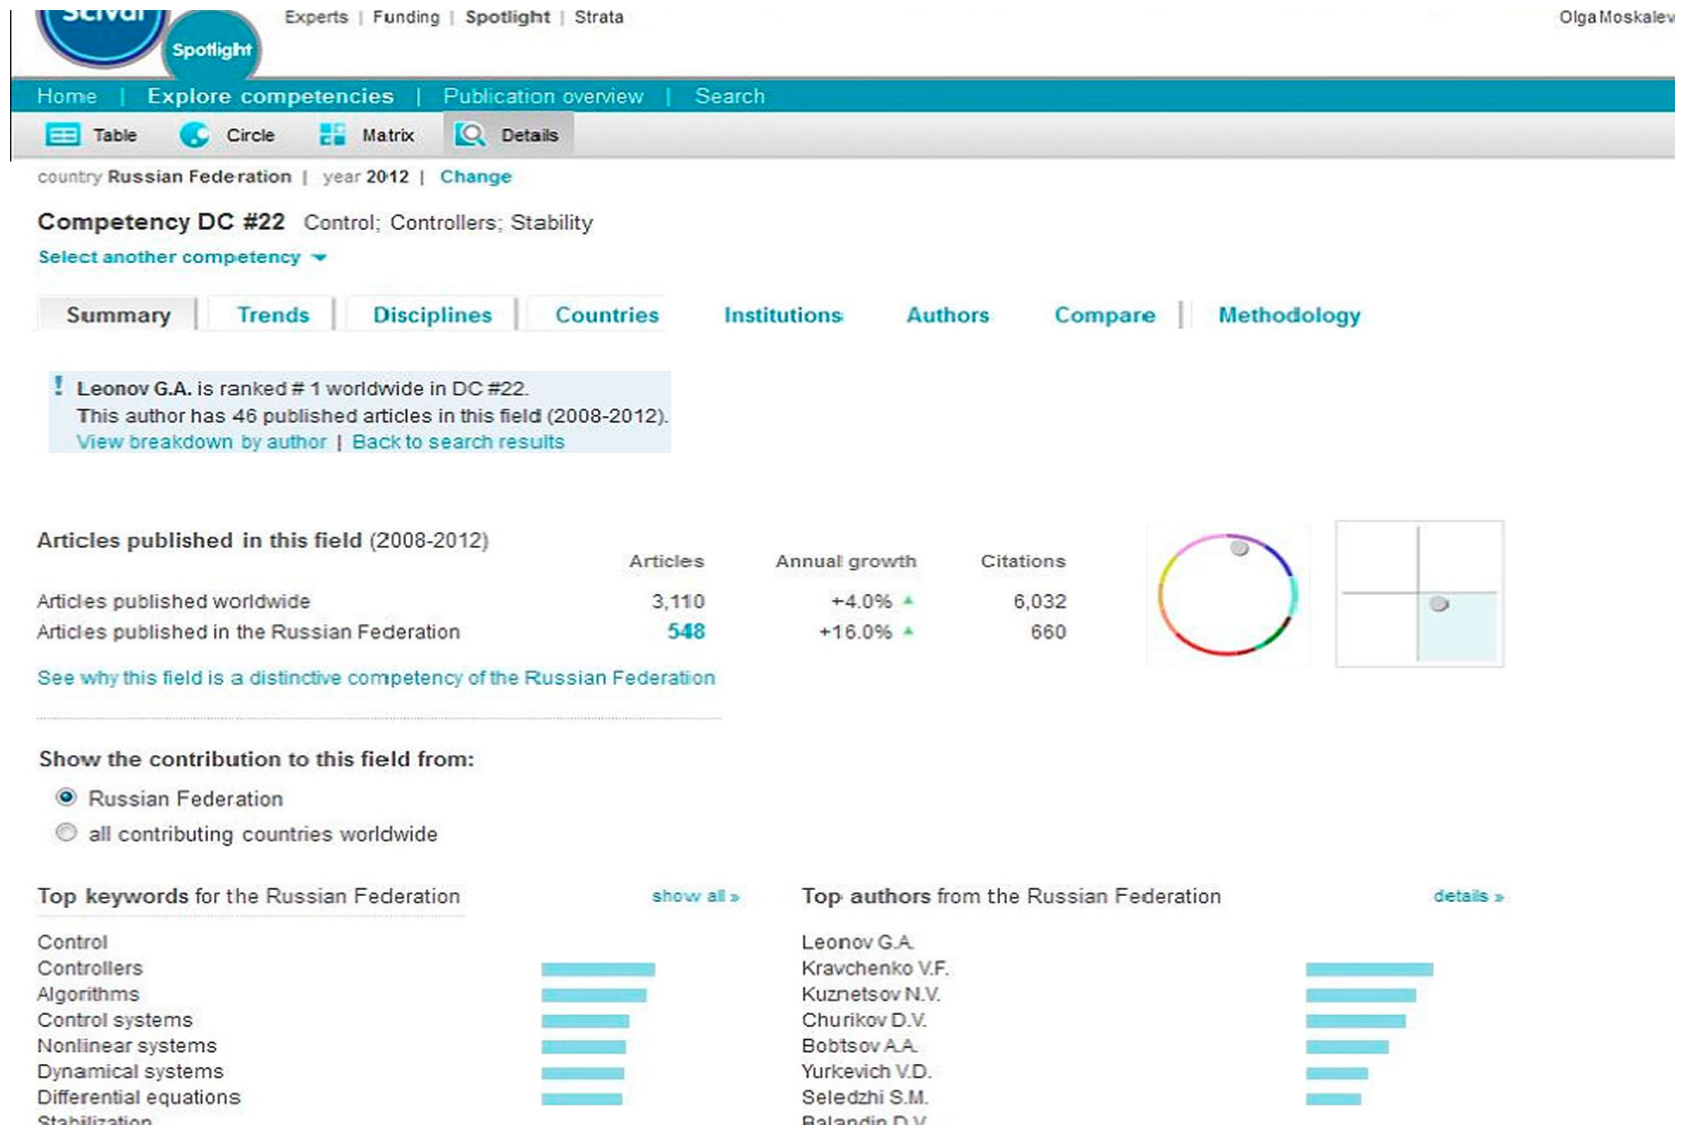 SciVal
Experts | Funding | Spotlight | Strata
Olga Moskalev
Spotlight
Home | Explore competencies | Publication overview | Search
Table Circle Matrix Details
country Russian Federation | year 2012 | Change
Competency DC #22 Control; Controllers; Stability
Select another competency
Summary Trends Disciplines Countries Institutions Authors Compare Methodology
! Leonov G.A. is ranked # 1 worldwide in DC #22.
This author has 46 published articles in this field (2008-2012).
View breakdown by author | Back to search results
Articles published in this field (2008-2012)
Articles Annual growth Citations
Articles published worldwide 3,110 +4.0% 6,032
Articles published in the Russian Federation 548 +16.0% 660
See why this field is a distinctive competency of the Russian Federation
Show the contribution to this field from:
Russian Federation
all contributing countries worldwide
Top keywords for the Russian Federation show all »
Control
Controllers
Algorithms
Control systems
Nonlinear systems
Dynamical systems
Differential equations
Stabilization
Top authors from the Russian Federation details »
Leonov G.A.
Kravchenko V.F.
Kuznetsov N.V.
Churikov D.V.
Bobtsov A.A.
Yurkevich V.D.
Seledzhi S.M.
Balandin D.V.